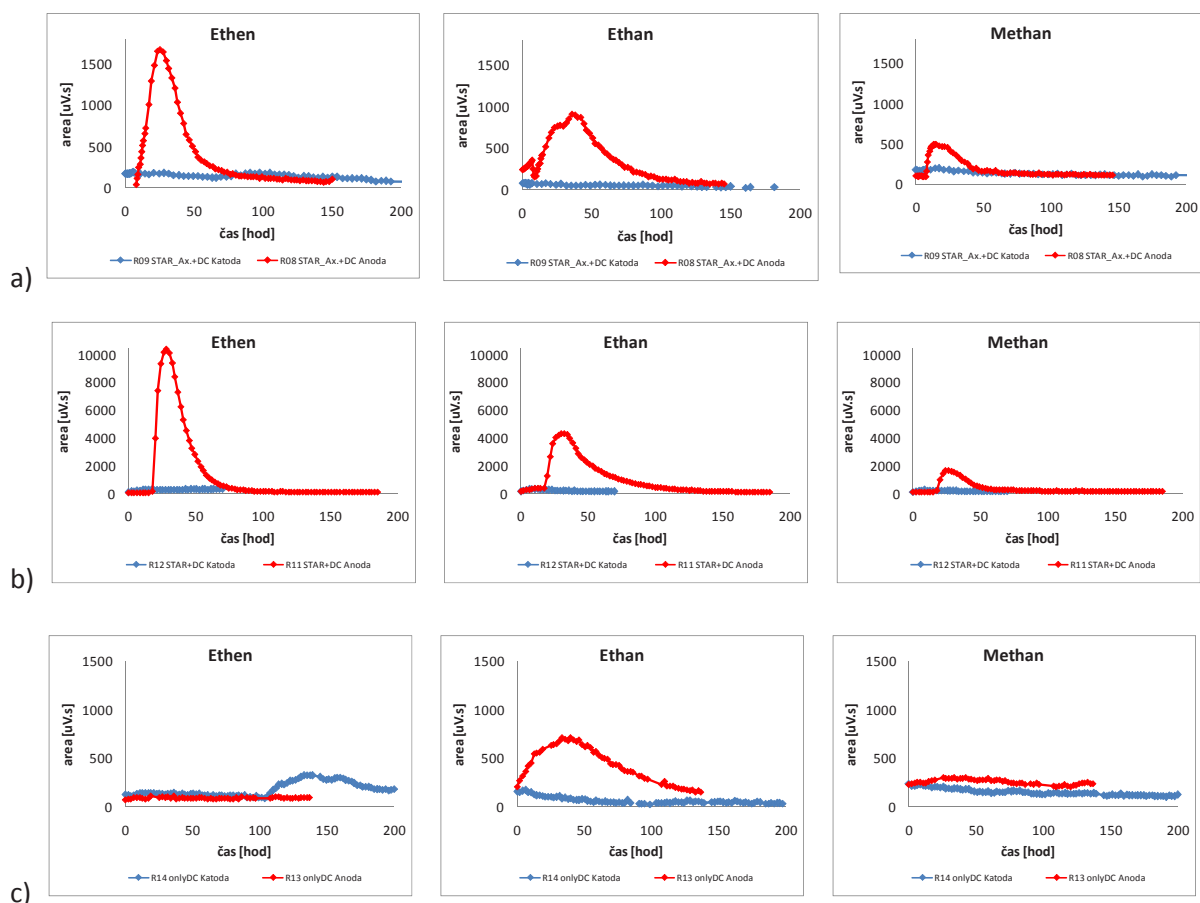 Ethen
area [uV.s]
1500
1000
500
0
0 50 100 150 200
čas [hod]
R09 STAR_Ax.+DC Katoda R08 STAR_Ax.+DC Anoda
Ethan
area [uV.s]
1500
1000
500
0
0 50 100 150 200
čas [hod]
R09 STAR_Ax.+DC Katoda R08 STAR_Ax.+DC Anoda
Methan
area [uV.s]
1500
1000
500
0
0 50 100 150 200
čas [hod]
R09 STAR_Ax.+DC Katoda R08 STAR_Ax.+DC Anoda
a)
Ethen
area [uV.s]
10000
8000
6000
4000
2000
0
0 50 100 150 200
čas [hod]
R12 STAR+DC Katoda R11 STAR+DC Anoda
Ethan
area [uV.s]
10000
8000
6000
4000
2000
0
0 50 100 150 200
čas [hod]
R12 STAR+DC Katoda R11 STAR+DC Anoda
Methan
area [uV.s]
10000
8000
6000
4000
2000
0
0 50 100 150 200
čas [hod]
R12 STAR+DC Katoda R11 STAR+DC Anoda
b)
Ethen
area [uV.s]
1500
1000
500
0
0 50 100 150 200
čas [hod]
R14 onlyDC Katoda R13 onlyDC Anoda
Ethan
area [uV.s]
1500
1000
500
0
0 50 100 150 200
čas [hod]
R14 onlyDC Katoda R13 onlyDC Anoda
Methan
area [uV.s]
1500
1000
500
0
0 50 100 150 200
čas [hod]
R14 onlyDC Katoda R13 onlyDC Anoda
c)